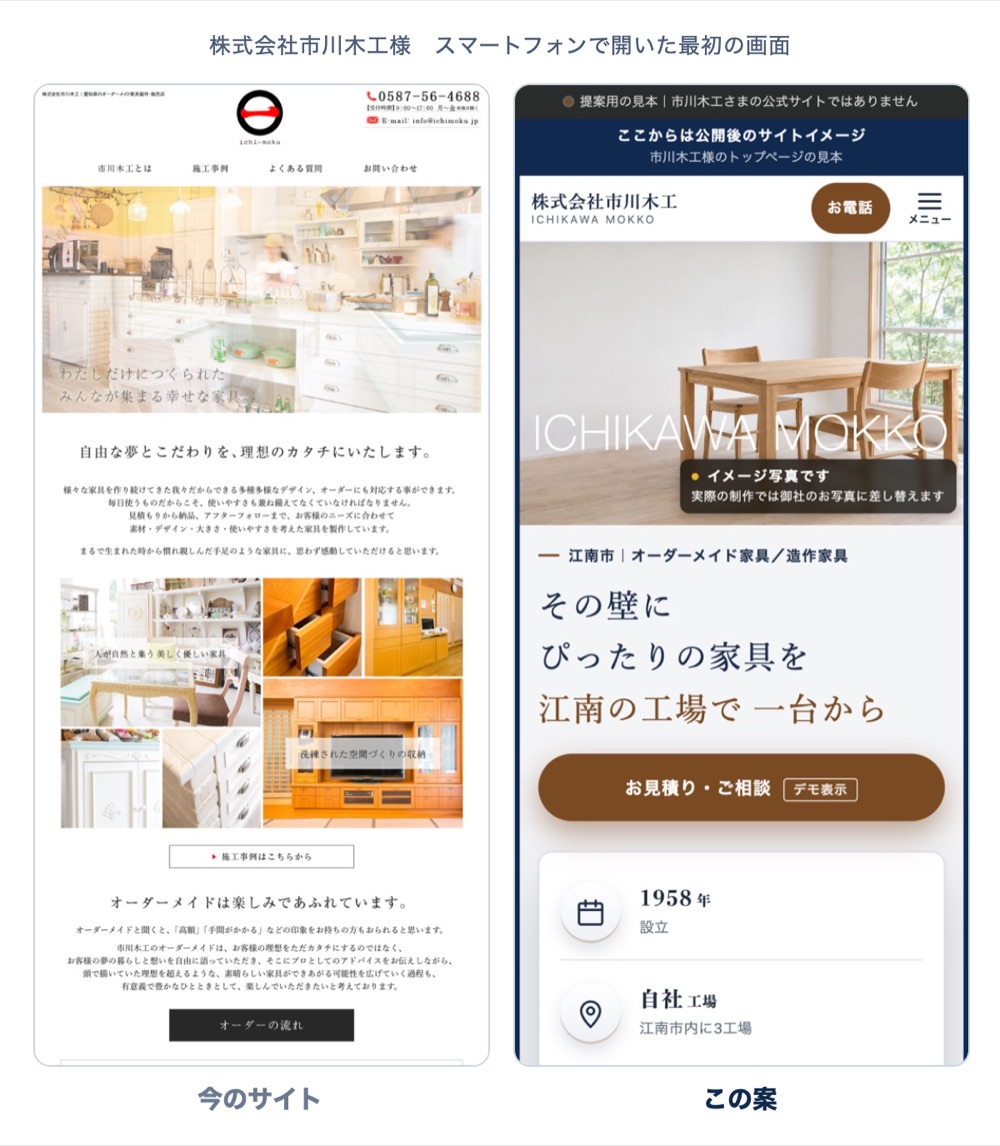 株式会社市川木工様　スマートフォンで開いた最初の画面
株式会社市川木工｜愛知県のオーダーメイド家具製作・販売店
0587-56-4688
【受付時間】9:00〜17:00　月〜金
E-mail: info@ichimoku.jp
ichi-moku
市川木工とは
施工事例
よくある質問
お問い合わせ
わたしだけにつくられた
みんなが集まる幸せな家具。
自由な夢とこだわりを、理想のカタチにいたします。
様々な家具を作り続けてきた我々だからできる多種多様なデザイン、オーダーにも対応する事ができます。
毎日使うものだからこそ、使いやすさも兼ね備えてなくていなければなりません。
見積もりから納品、アフターフォローまで、お客様のニーズに合わせて
素材・デザイン・大きさ・使いやすさを考えた家具を製作しています。
まるで生まれた時から慣れ親しんだ手足のような家具に、思わず感動していただけると思います。
人が自然と集う美しく優しい家具
洗練された空間づくりの収納
施工事例はこちらから
オーダーメイドは楽しみであふれています。
オーダーメイドと聞くと、「高額」「手間がかかる」などの印象をお持ちの方もおられると思います。
市川木工のオーダーメイドは、お客様の理想をただカタチにするのではなく、
お客様の夢の暮らしと想いを自由に語っていただき、そこにプロとしてのアドバイスをお伝えしながら、
頭で描いていた理想を超えるような、素晴らしい家具ができあがる可能性を広げていく過程も、
有意義で豊かなひとときとして、楽しんでいただきたいと考えております。
オーダーの流れ
今のサイト
提案用の見本｜市川木工さまの公式サイトではありません
ここからは公開後のサイトイメージ
市川木工様のトップページの見本
株式会社市川木工
ICHIKAWA MOKKO
お電話
メニュー
ICHIKAWA MOKKO
イメージ写真です
実際の制作では御社のお写真に差し替えます
江南市｜オーダーメイド家具／造作家具
その壁に
ぴったりの家具を
江南の工場で 一台から
お見積り・ご相談 デモ表示
1958 年
設立
自社 工場
江南市内に3工場
この案